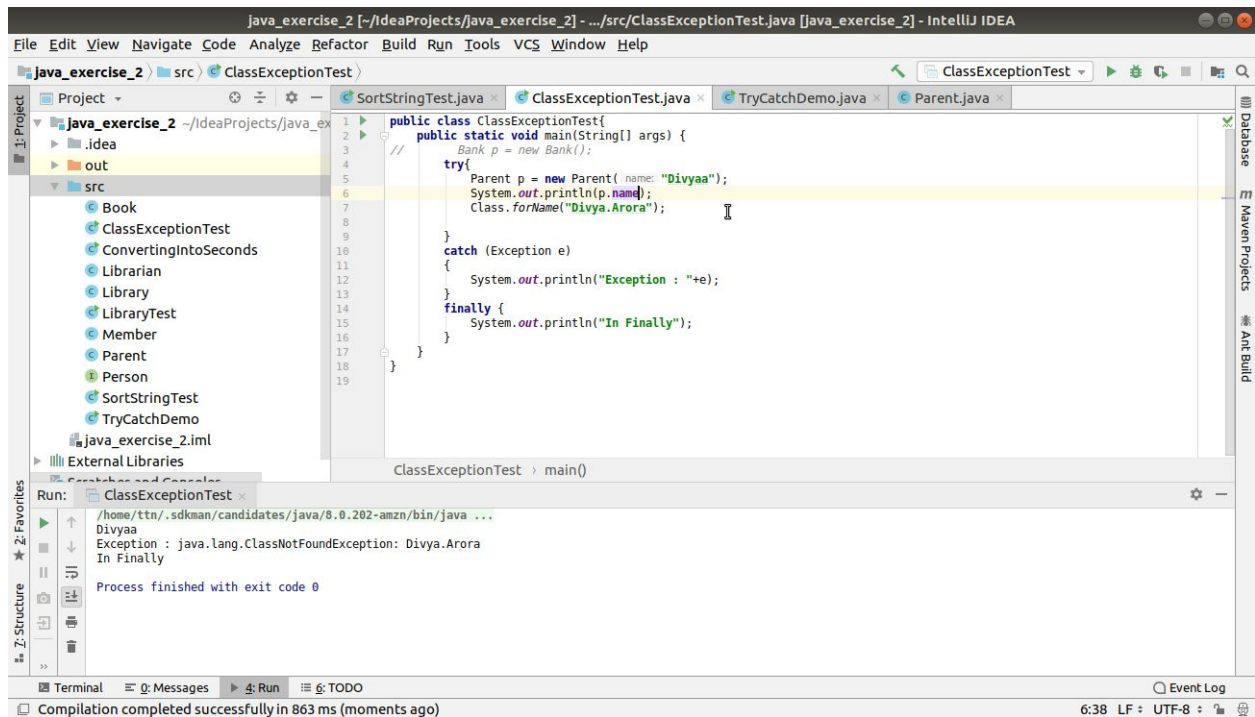 java_exercise_2 [~/IdeaProjects/java_exercise_2] - .../src/ClassExceptionTest.java [java_exercise_2] - IntelliJ IDEA
File Edit View Navigate Code Analyze Refactor Build Run Tools VCS Window Help
java_exercise_2 src ClassExceptionTest
ClassExceptionTest
Project
SortStringTest.java ClassExceptionTest.java TryCatchDemo.java Parent.java
1: Project
java_exercise_2 ~/IdeaProjects/java_ex
.idea
out
src
Book
ClassExceptionTest
ConvertingIntoSeconds
Librarian
Library
LibraryTest
Member
Parent
Person
SortStringTest
TryCatchDemo
java_exercise_2.iml
External Libraries
Scratches and Consoles
1 public class ClassExceptionTest{
2 public static void main(String[] args) {
3 // Bank p = new Bank();
4 try{
5 Parent p = new Parent( name: "Divyaa");
6 System.out.println(p.name);
7 Class.forName("Divya.Arora");
8
9 }
10 catch (Exception e)
11 {
12 System.out.println("Exception : "+e);
13 }
14 finally {
15 System.out.println("In Finally");
16 }
17 }
18 }
19
ClassExceptionTest › main()
Database
m Maven Projects
Ant Build
2: Favorites
Z: Structure
Run: ClassExceptionTest
/home/ttn/.sdkman/candidates/java/8.0.202-amzn/bin/java ...
Divyaa
Exception : java.lang.ClassNotFoundException: Divya.Arora
In Finally
Process finished with exit code 0
Terminal 0: Messages 4: Run 6: TODO Event Log
Compilation completed successfully in 863 ms (moments ago) 6:38 LF UTF-8